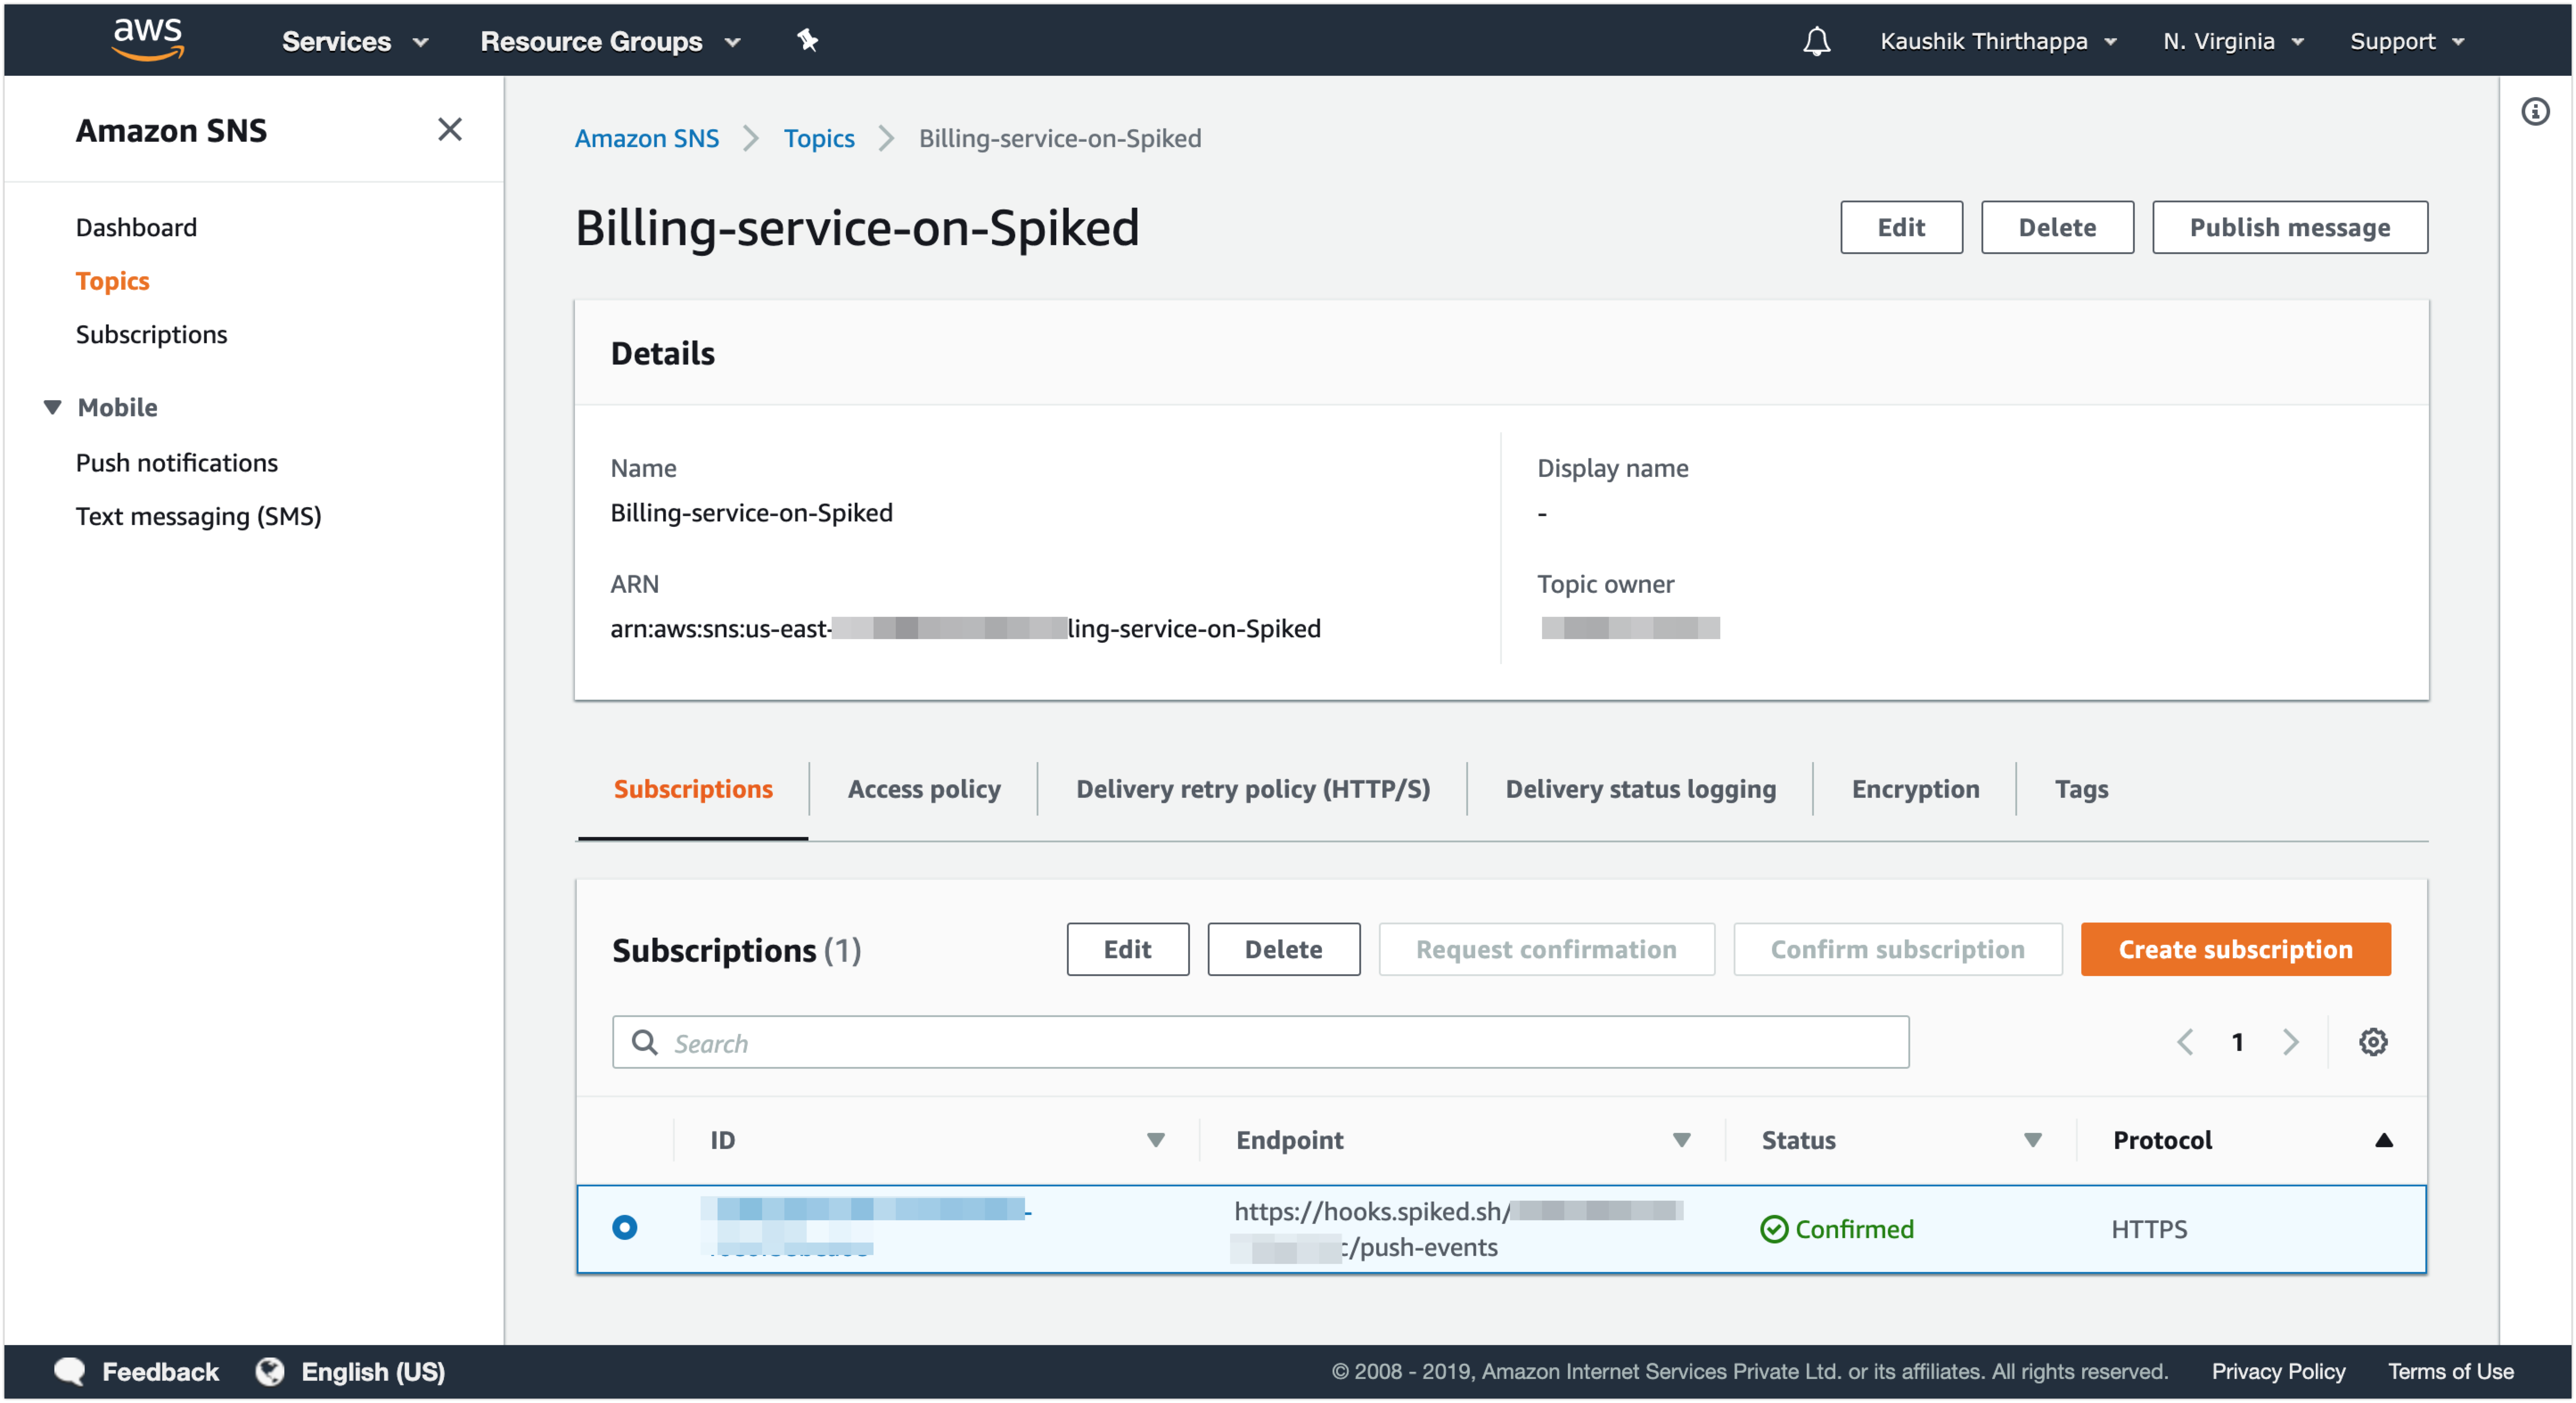 aws Services Resource Groups Kaushik Thirthappa N. Virginia Support
Amazon SNS
Dashboard
Topics
Subscriptions
Mobile
Push notifications
Text messaging (SMS)
Amazon SNS Topics Billing-service-on-Spiked
Billing-service-on-Spiked
Edit Delete Publish message
Details
Name
Billing-service-on-Spiked
ARN
arn:aws:sns:us-east- ling-service-on-Spiked
Display name
-
Topic owner
Subscriptions Access policy Delivery retry policy (HTTP/S) Delivery status logging Encryption Tags
Subscriptions (1) Edit Delete Request confirmation Confirm subscription Create subscription
Search 1
ID Endpoint Status Protocol
https://hooks.spiked.sh/
/push-events
Confirmed HTTPS
Feedback English (US) © 2008 - 2019, Amazon Internet Services Private Ltd. or its affiliates. All rights reserved. Privacy Policy Terms of Use